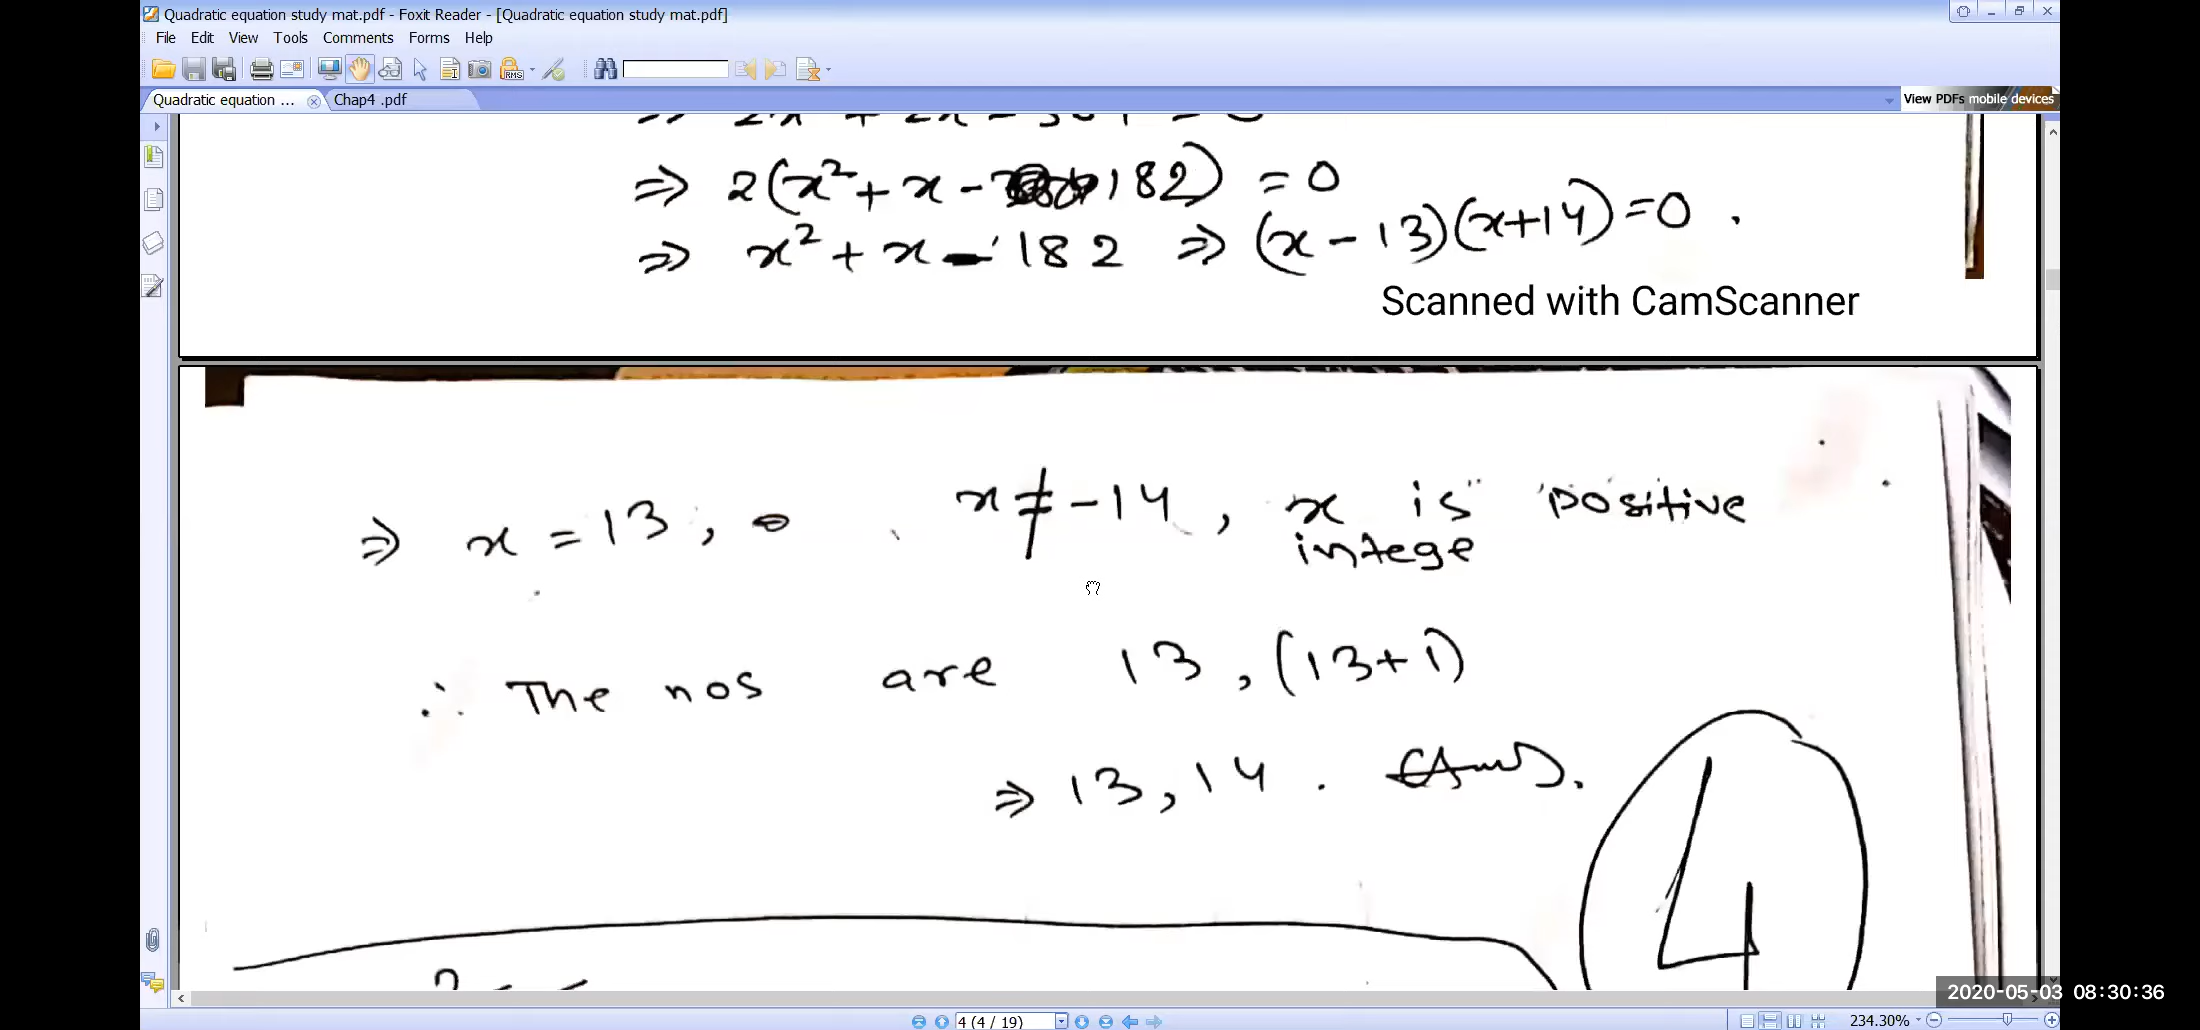 Quadratic equation study mat.pdf - Foxit Reader - [Quadratic equation study mat.pdf]
File Edit View Tools Comments Forms Help
RMS
Quadratic equation ... Chap4 .pdf
View PDFs mobile devices
⇒ 2(x² + x - 182) = 0
⇒ x² + x - 182 ⇒ (x - 13)(x+14) = 0 .
Scanned with CamScanner
⇒ x = 13, x ≠ -14, x is positive
intege
∴ The nos are 13, (13+1)
⇒ 13, 14. Ans.
4
2020-05-03 08:30:36
4 (4 / 19)
234.30%